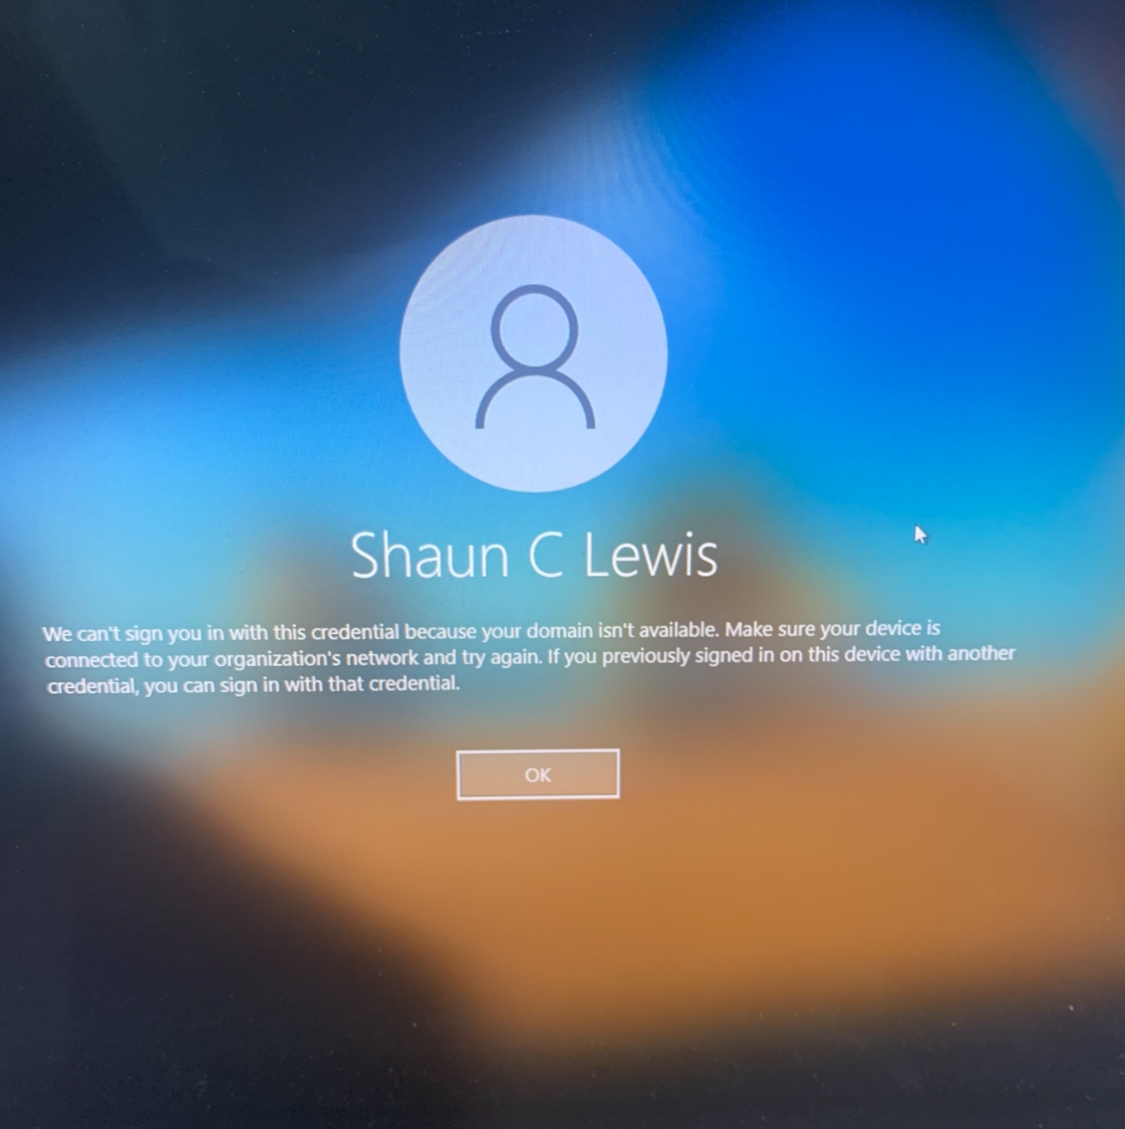 Shaun C Lewis
We can't sign you in with this credential because your domain isn't available. Make sure your device is
connected to your organization's network and try again. If you previously signed in on this device with another
credential, you can sign in with that credential.
OK